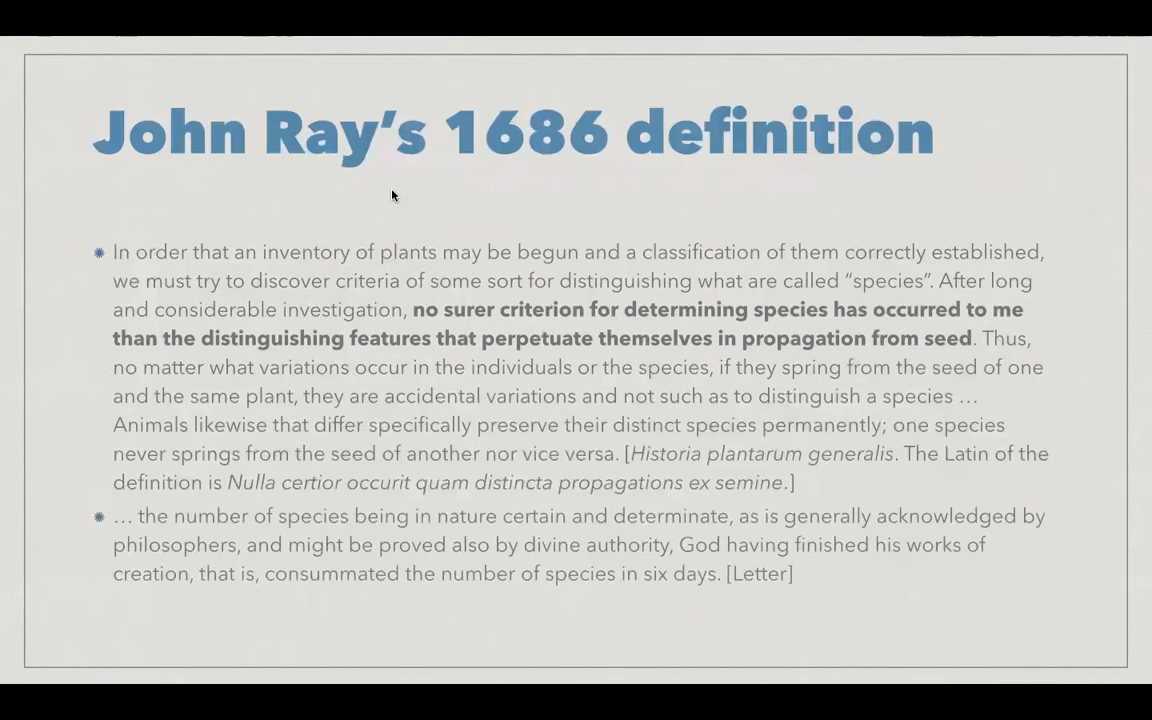 John Ray’s 1686 definition
In order that an inventory of plants may be begun and a classification of them correctly established,
we must try to discover criteria of some sort for distinguishing what are called “species”. After long
and considerable investigation, no surer criterion for determining species has occurred to me
than the distinguishing features that perpetuate themselves in propagation from seed. Thus,
no matter what variations occur in the individuals or the species, if they spring from the seed of one
and the same plant, they are accidental variations and not such as to distinguish a species …
Animals likewise that differ specifically preserve their distinct species permanently; one species
never springs from the seed of another nor vice versa. [Historia plantarum generalis. The Latin of the
definition is Nulla certior occurit quam distincta propagations ex semine.]
… the number of species being in nature certain and determinate, as is generally acknowledged by
philosophers, and might be proved also by divine authority, God having finished his works of
creation, that is, consummated the number of species in six days. [Letter]